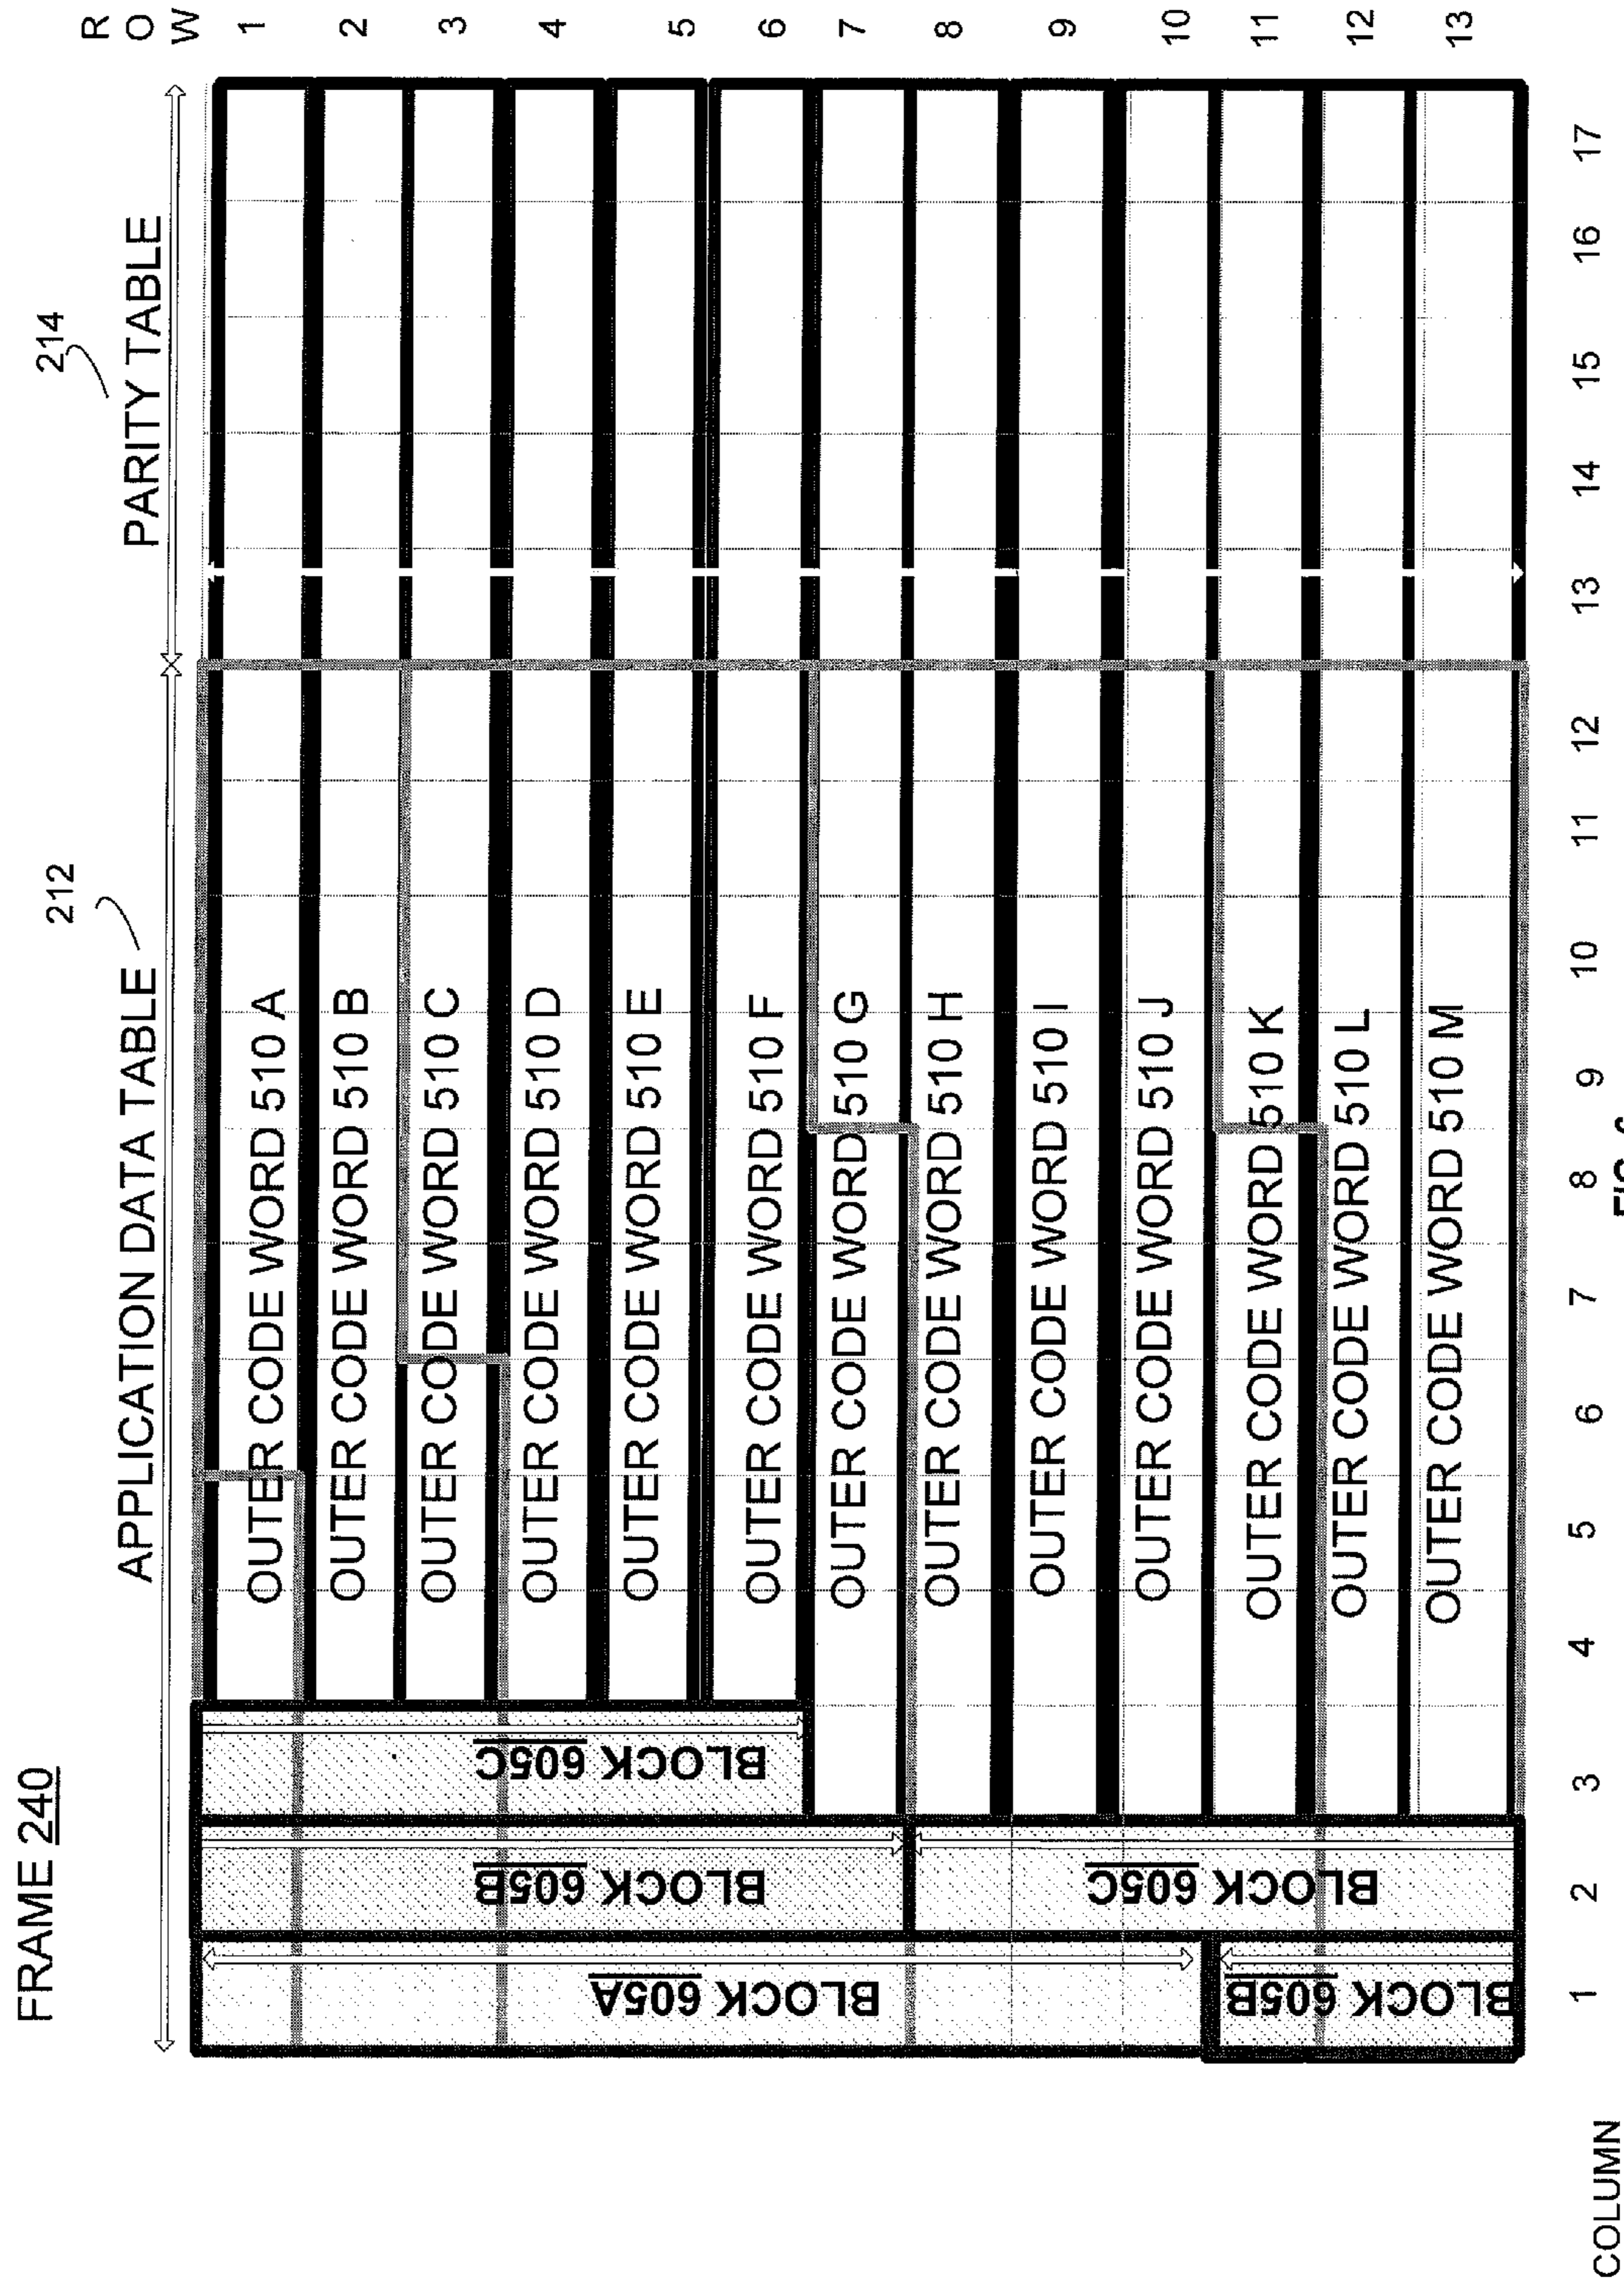 FRAME 240
212
214
APPLICATION DATA TABLE
PARITY TABLE
R
O
W
OUTER CODE WORD 510 A
1
OUTER CODE WORD 510 B
2
OUTER CODE WORD 510 C
3
OUTER CODE WORD 510 D
4
OUTER CODE WORD 510 E
5
OUTER CODE WORD 510 F
6
OUTER CODE WORD 510 G
7
OUTER CODE WORD 510 H
8
OUTER CODE WORD 510 I
9
OUTER CODE WORD 510 J
10
OUTER CODE WORD 510 K
11
OUTER CODE WORD 510 L
12
OUTER CODE WORD 510 M
13
BLOCK 605A
BLOCK 605B
BLOCK 605B
BLOCK 605C
BLOCK 605C
COLUMN 1 2 3 4 5 6 7 8 9 10 11 12 13 14 15 16 17